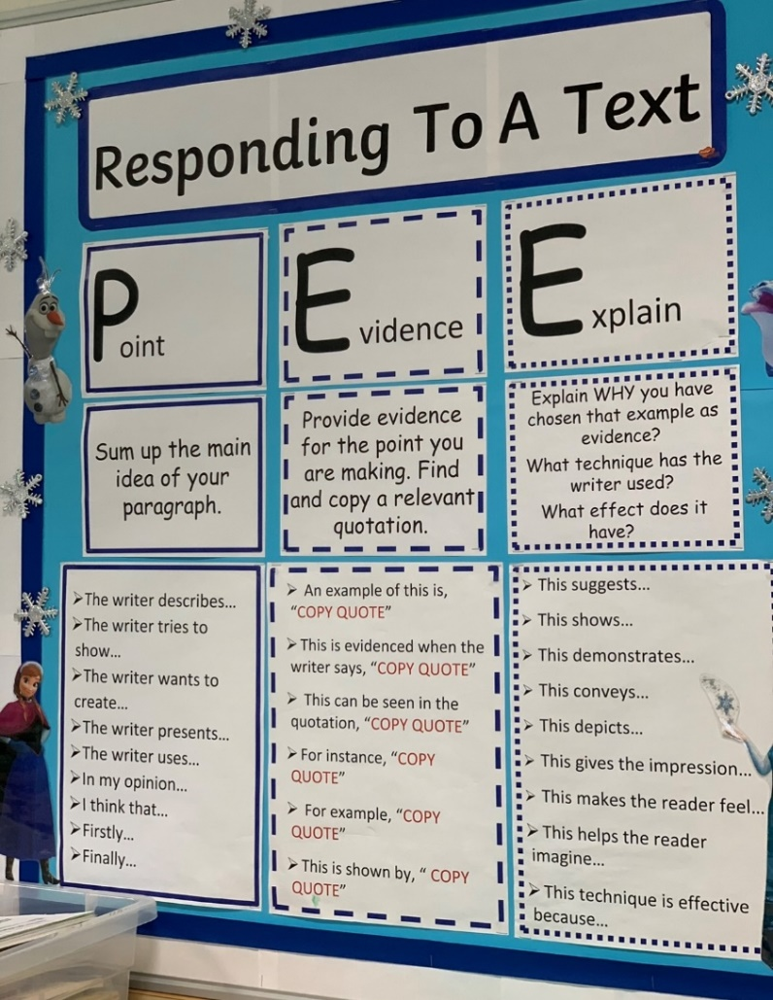 Responding To A Text
Point
Evidence
Explain
Sum up the main
idea of your
paragraph.
Provide evidence
for the point you
are making. Find
and copy a relevant
quotation.
Explain WHY you have
chosen that example as
evidence?
What technique has the
writer used?
What effect does it
have?
➢The writer describes...
➢The writer tries to
show...
➢The writer wants to
create...
➢The writer presents...
➢The writer uses...
➢In my opinion...
➢I think that...
➢Firstly...
➢Finally...
➢ An example of this is,
“COPY QUOTE”
➢This is evidenced when the
writer says, “COPY QUOTE”
➢ This can be seen in the
quotation, “COPY QUOTE”
➢For instance, “COPY
QUOTE”
➢ For example, “COPY
QUOTE”
➢This is shown by, “ COPY
QUOTE”
➢ This suggests...
➢ This shows...
➢ This demonstrates...
➢ This conveys...
➢ This depicts...
➢ This gives the impression...
➢ This makes the reader feel...
➢This helps the reader
imagine...
➢ This technique is effective
because...